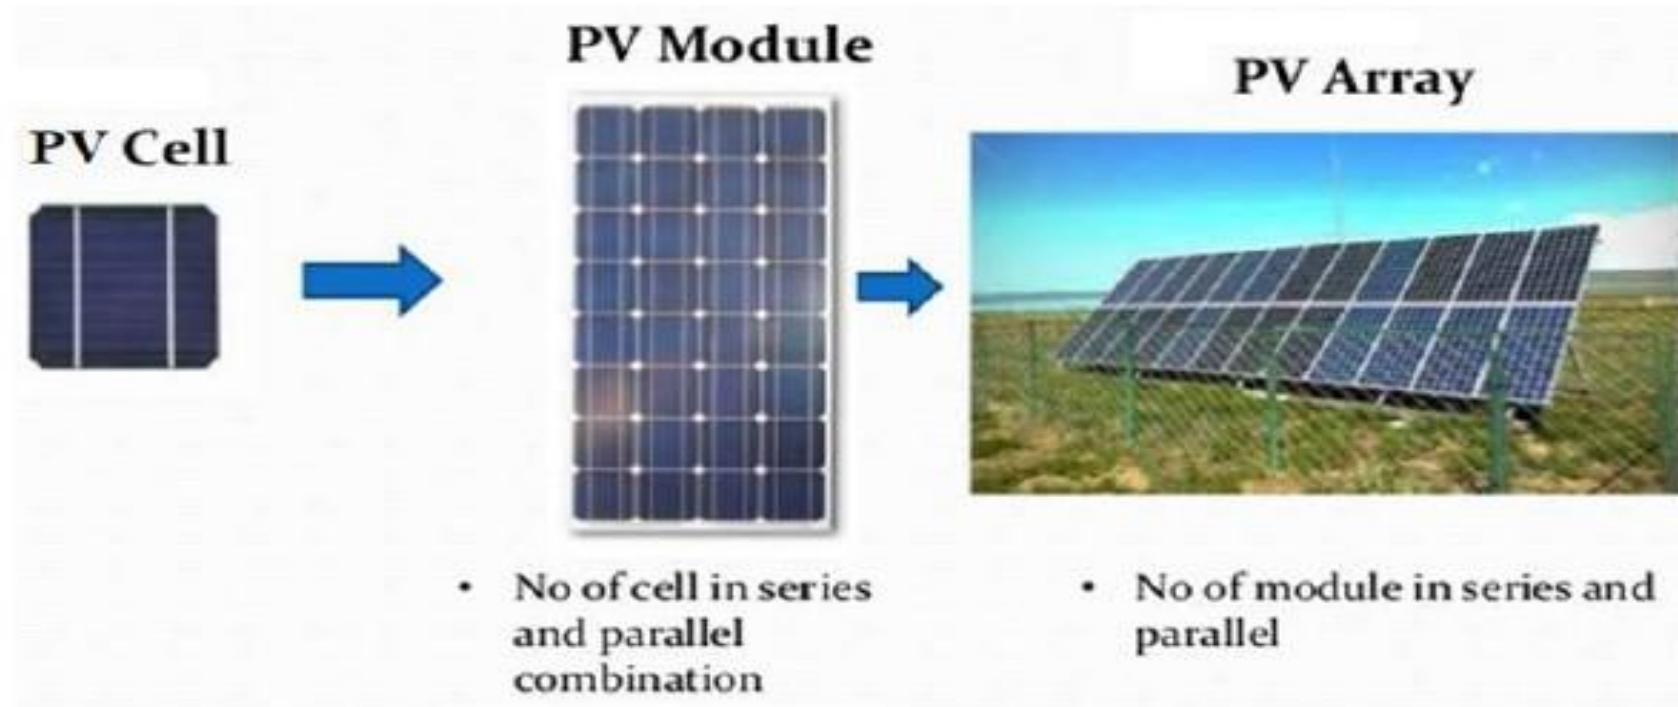 PV Cell
PV Module
PV Array
• No of cell in series
and parallel
combination
• No of module in series and
parallel